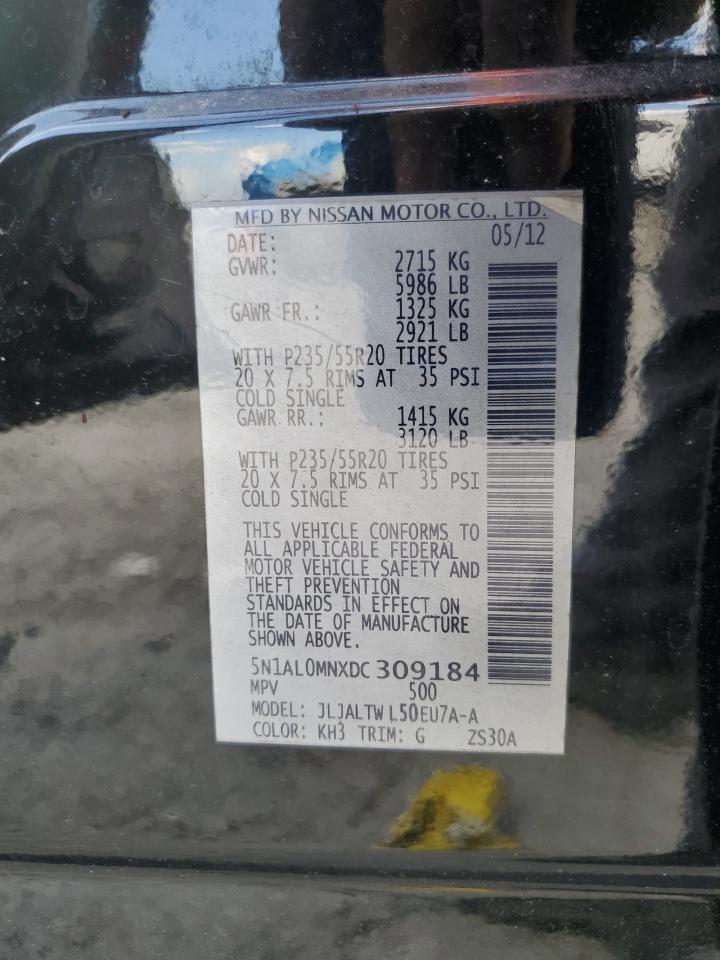 MFD BY NISSAN MOTOR CO., LTD.
DATE: 05/12
GVWR: 2715 KG
5986 LB
GAWR FR.: 1325 KG
2921 LB
WITH P235/55R20 TIRES
20 X 7.5 RIMS AT 35 PSI
COLD SINGLE
GAWR RR.: 1415 KG
3120 LB
WITH P235/55R20 TIRES
20 X 7.5 RIMS AT 35 PSI
COLD SINGLE
THIS VEHICLE CONFORMS TO
ALL APPLICABLE FEDERAL
MOTOR VEHICLE SAFETY AND
THEFT PREVENTION
STANDARDS IN EFFECT ON
THE DATE OF MANUFACTURE
SHOWN ABOVE.
5N1AL0MNXDC 309184
MPV 500
MODEL: JLJALTW L50EU7A-A
COLOR: KH3 TRIM: G ZS30A